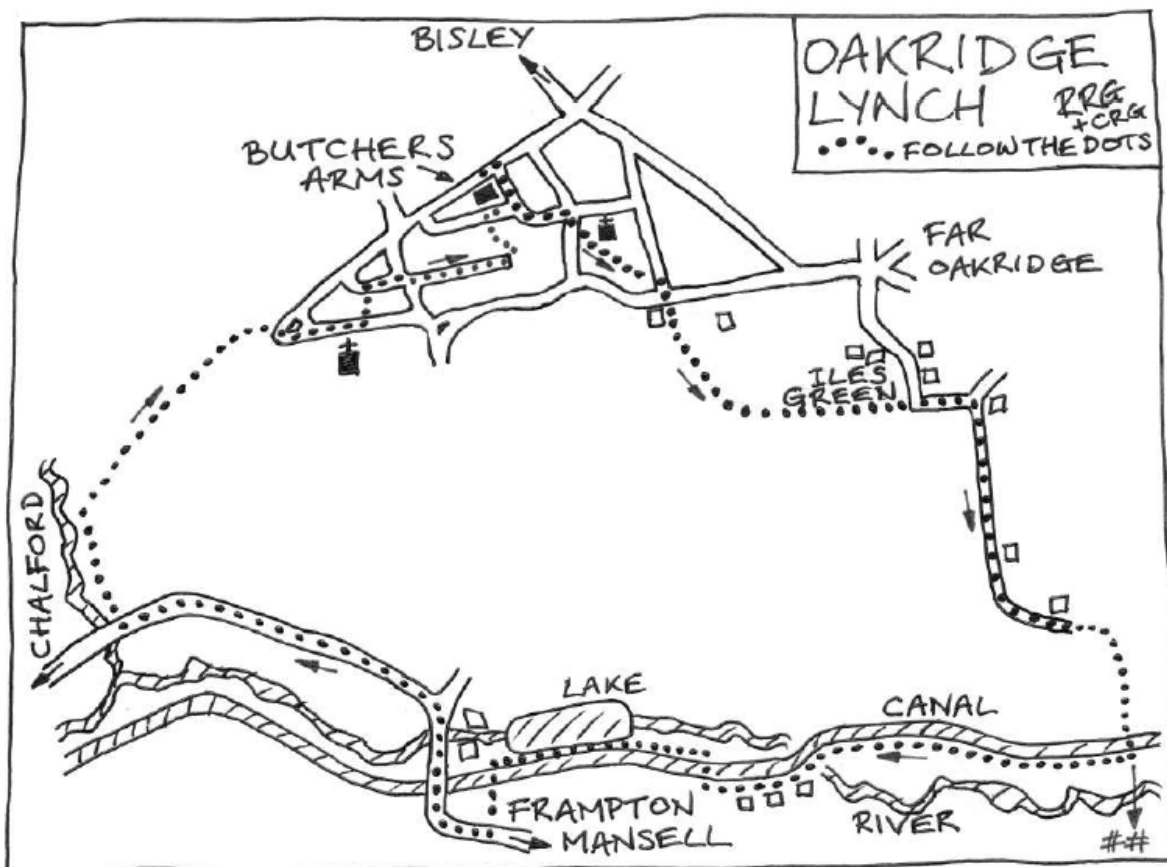 BISLEY
OAKRIDGE
LYNCH
RRG
+CRG
FOLLOW THE DOTS
BUTCHERS
ARMS
FAR
OAKRIDGE
ILES
GREEN
CHALFORD
LAKE
CANAL
FRAMPTON
MANSELL
RIVER
##